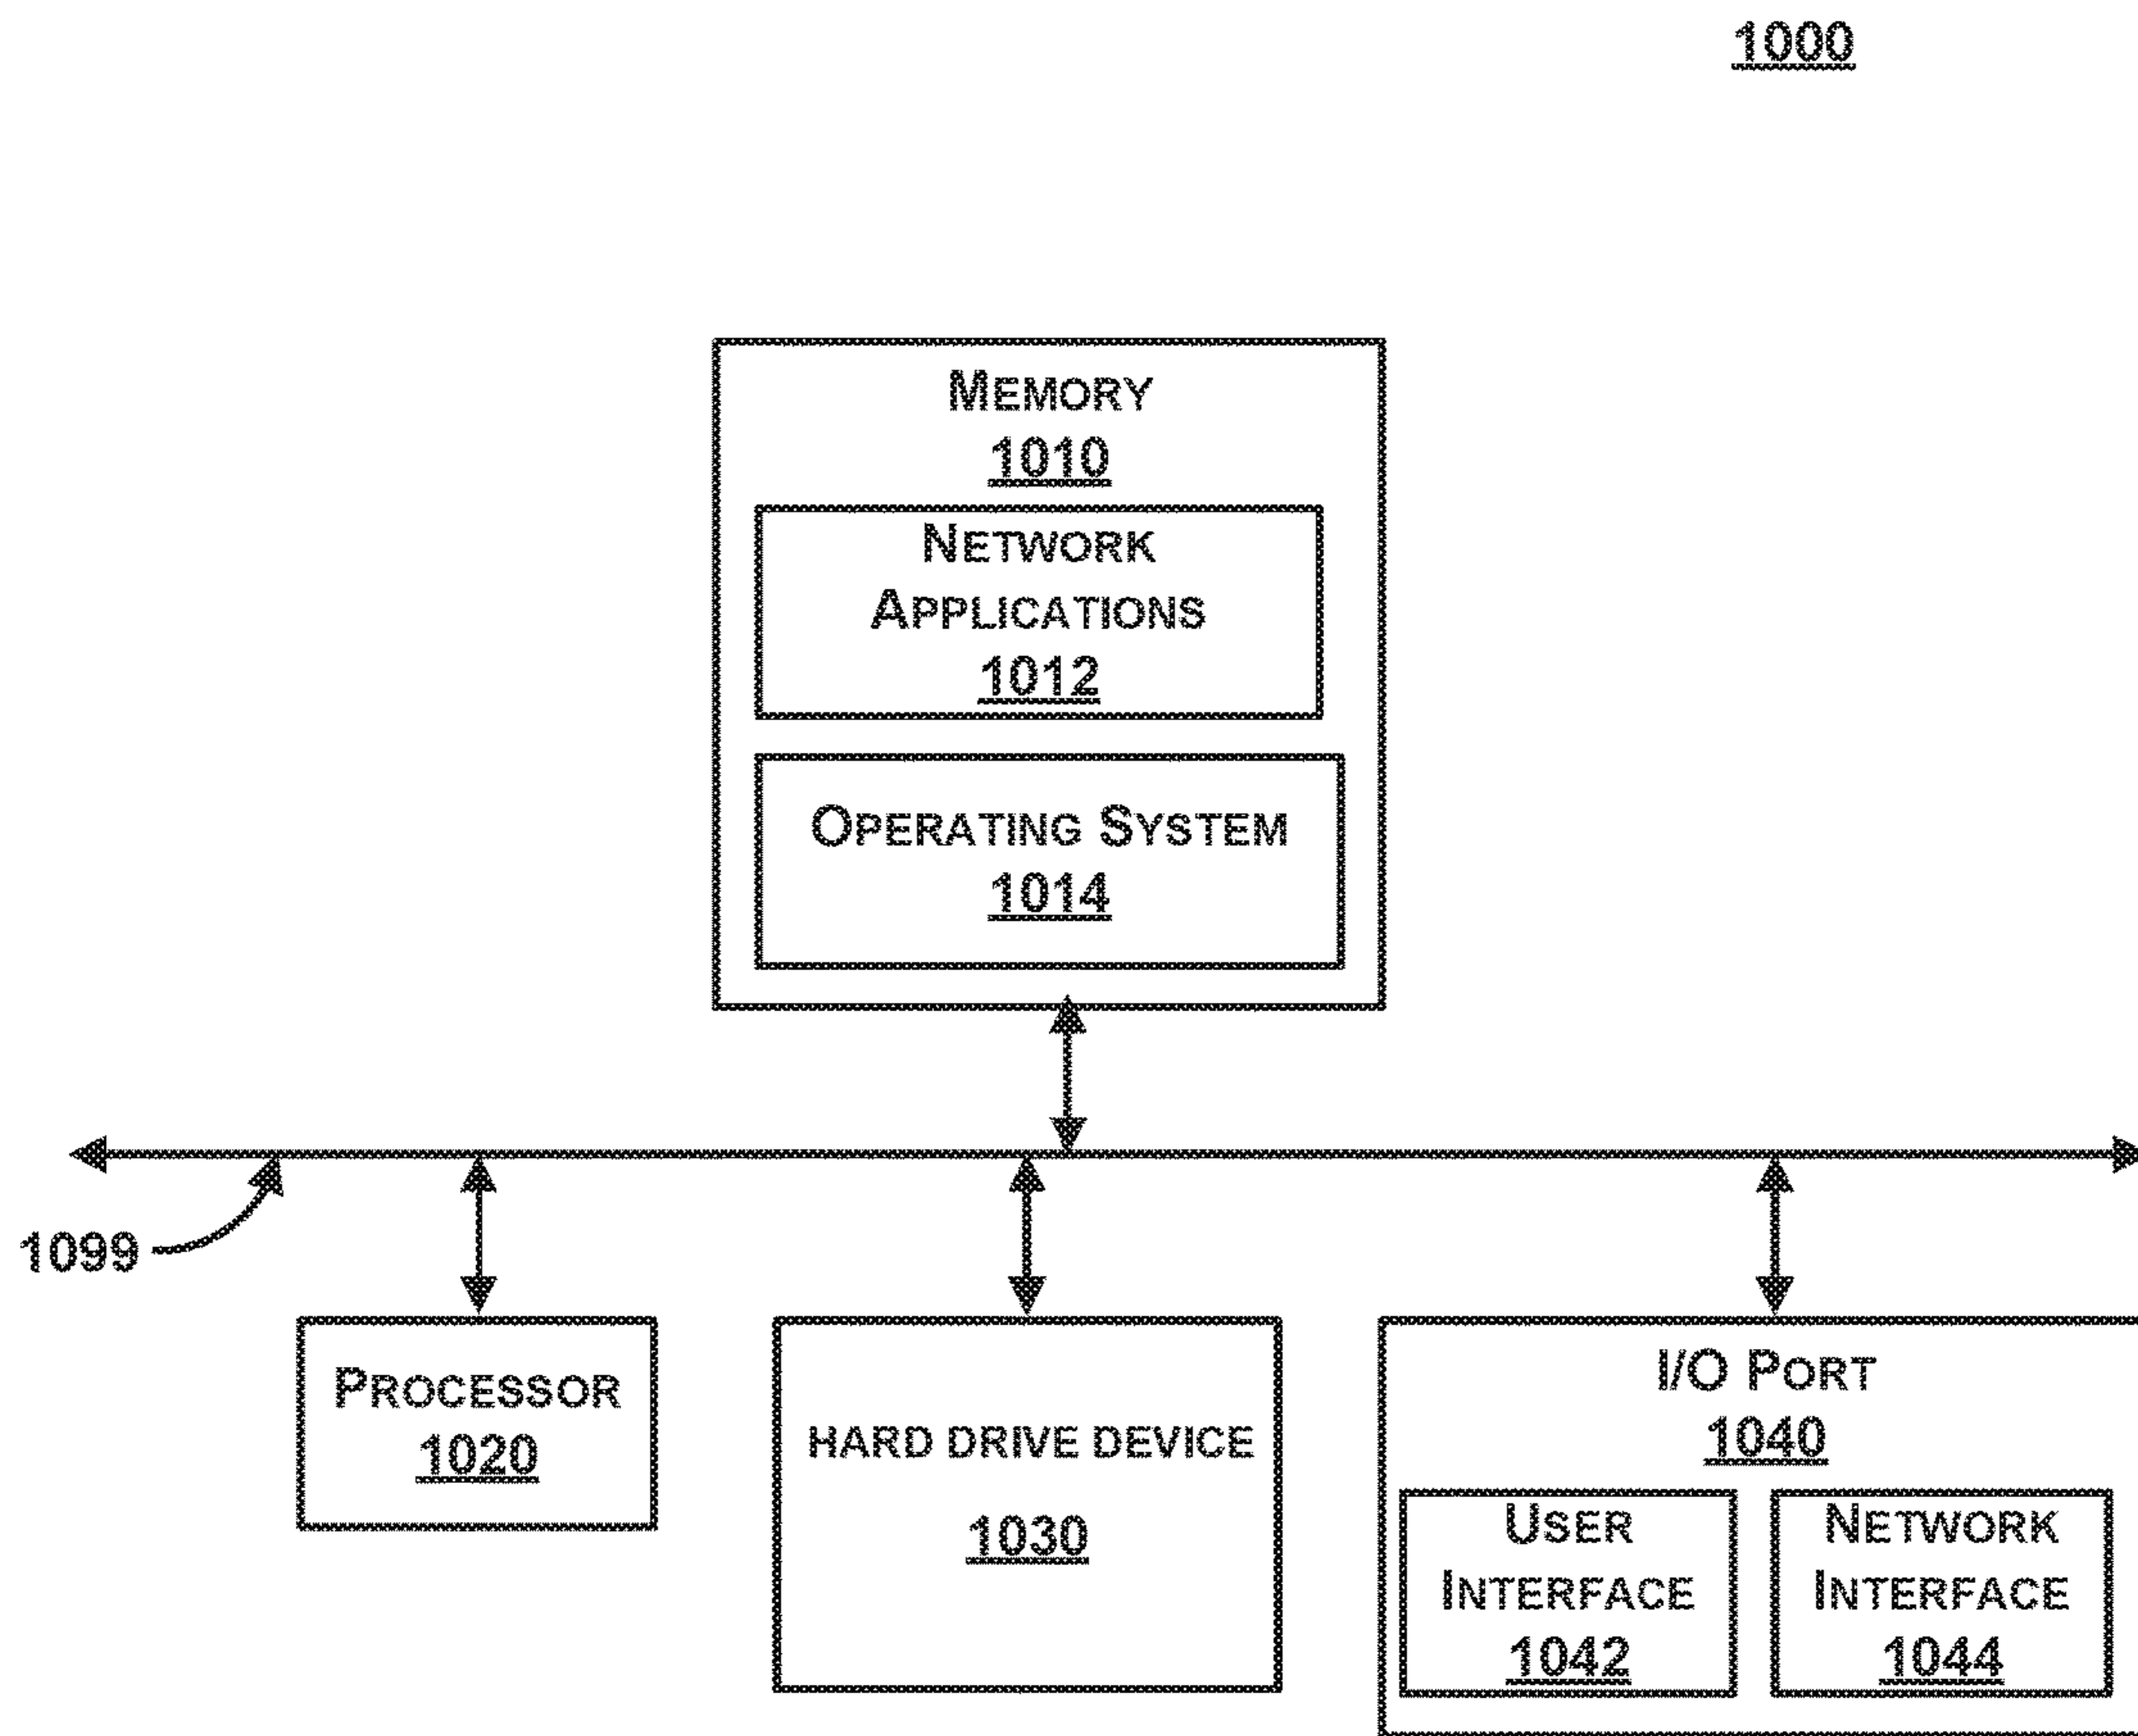 1000
MEMORY
1010
NETWORK
APPLICATIONS
1012
OPERATING SYSTEM
1014
1099
PROCESSOR
1020
HARD DRIVE DEVICE
1030
I/O PORT
1040
USER
INTERFACE
1042
NETWORK
INTERFACE
1044